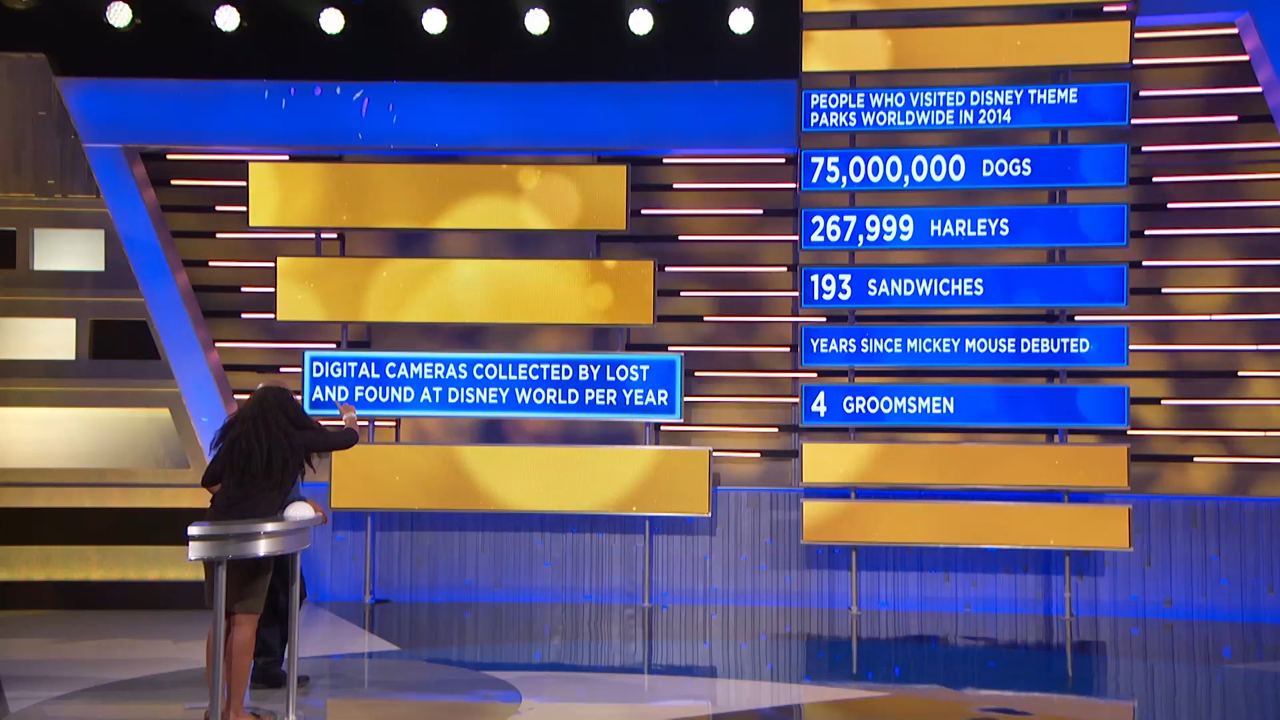 DIGITAL CAMERAS COLLECTED BY LOST
AND FOUND AT DISNEY WORLD PER YEAR
PEOPLE WHO VISITED DISNEY THEME
PARKS WORLDWIDE IN 2014
75,000,000 DOGS
267,999 HARLEYS
193 SANDWICHES
YEARS SINCE MICKEY MOUSE DEBUTED
4 GROOMSMEN